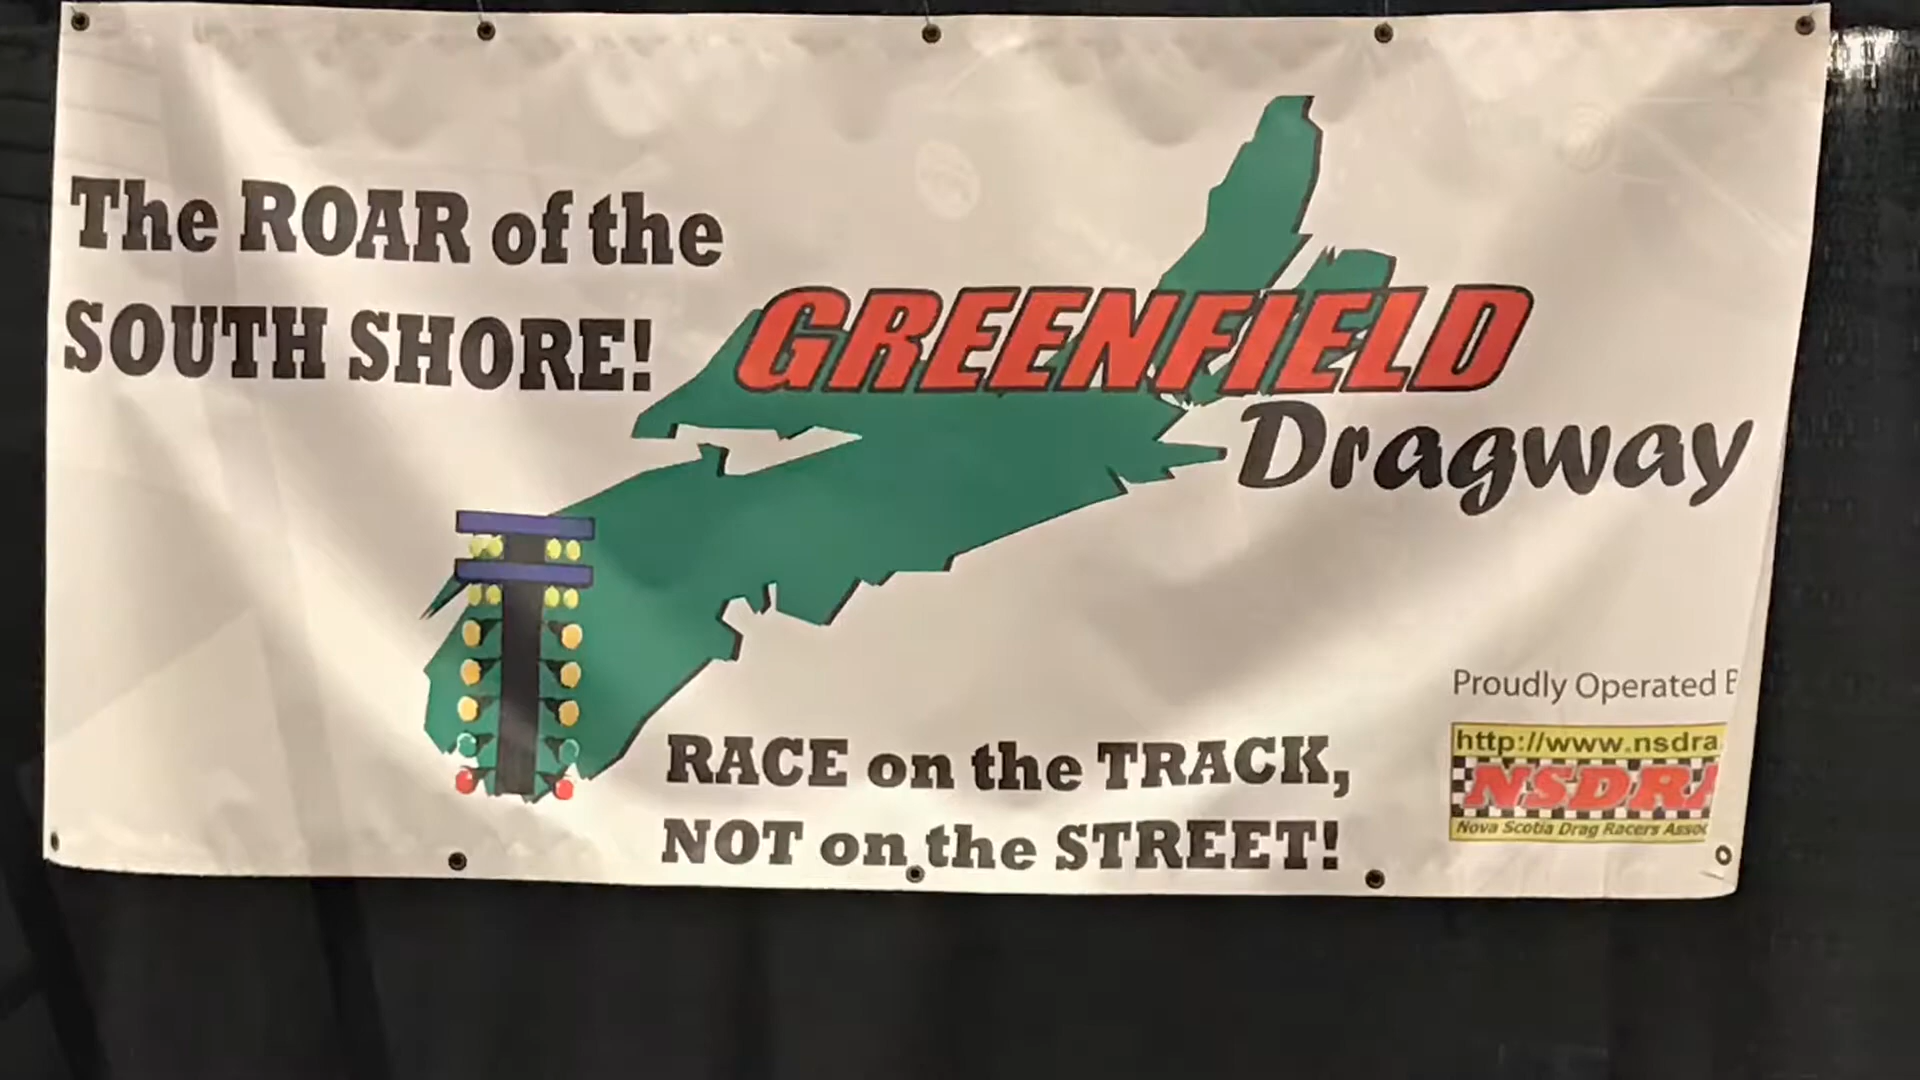 The ROAR of the
SOUTH SHORE!
GREENFIELD
Dragway
RACE on the TRACK,
NOT on the STREET!
Proudly Operated
http://www.nsdra
NSDRA
Nova Scotia Drag Racers Assoc